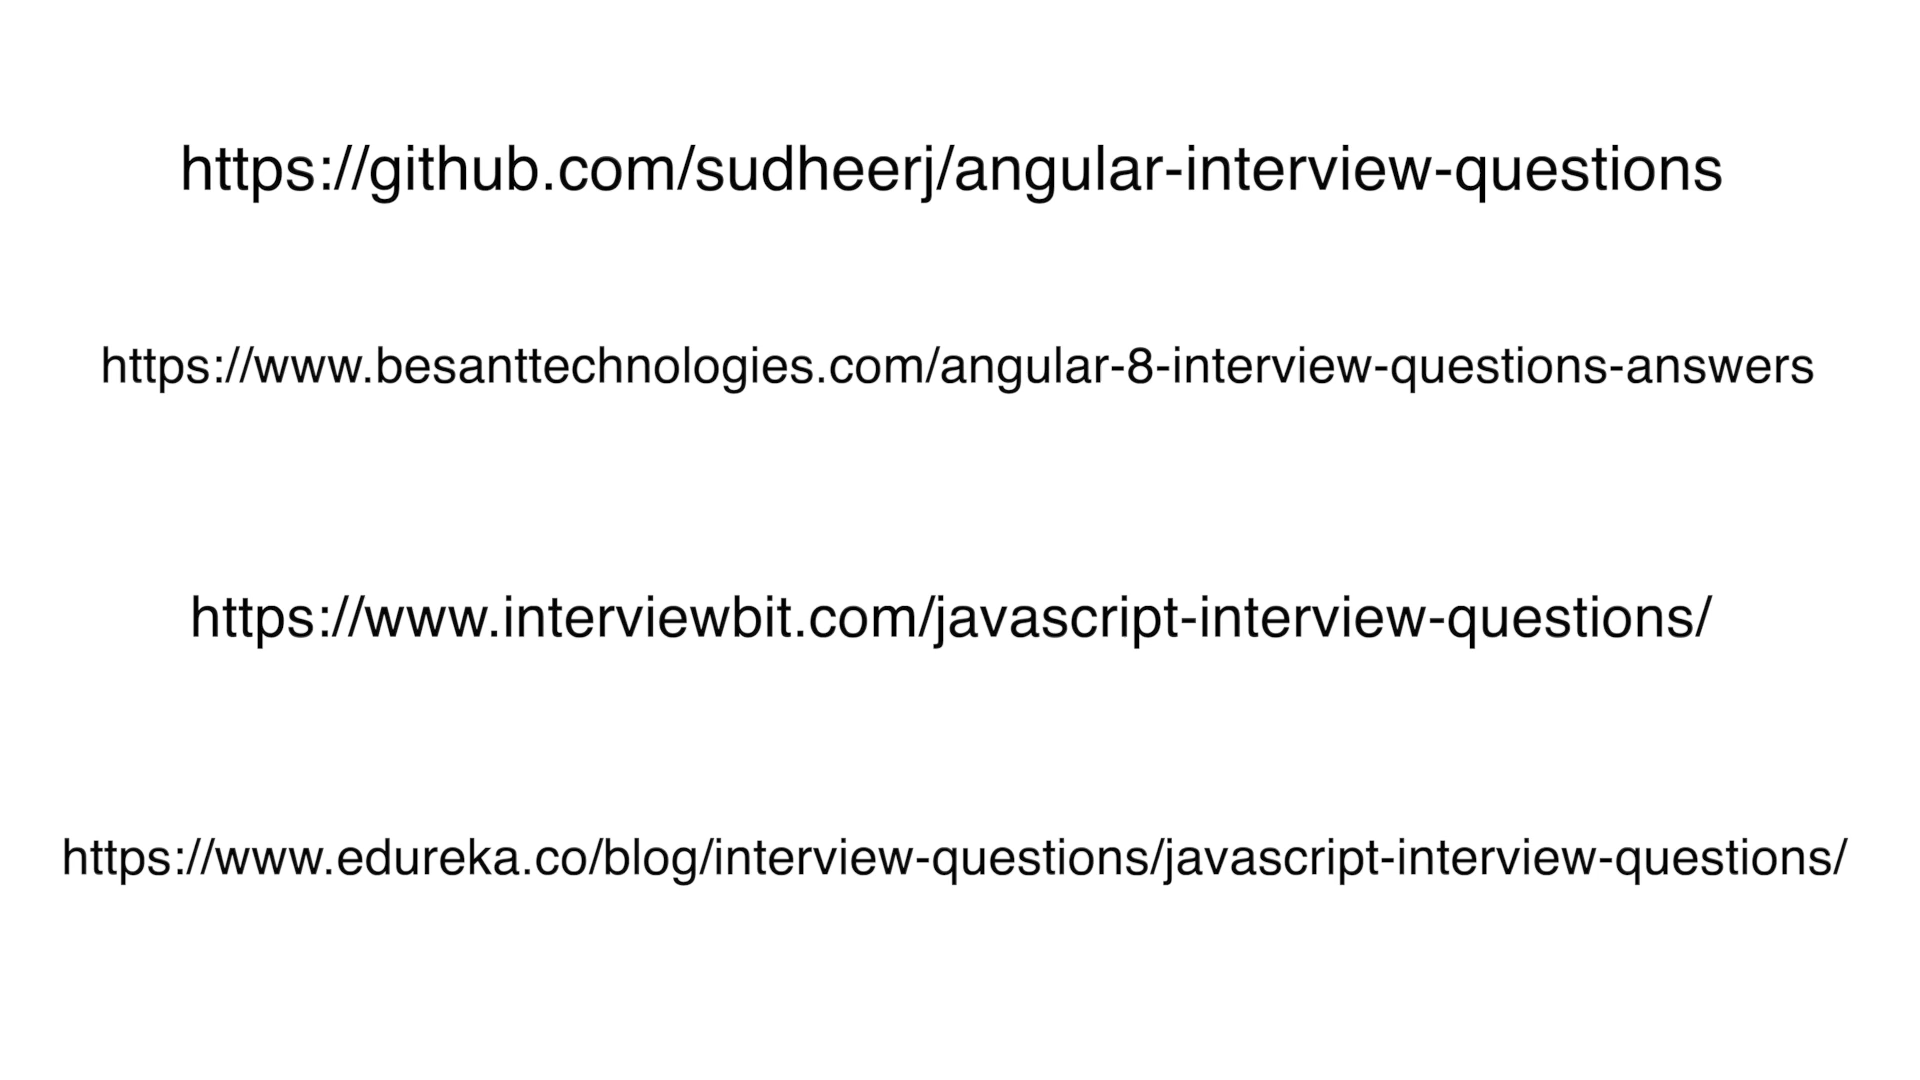 https://github.com/sudheerj/angular-interview-questions
https://www.besanttechnologies.com/angular-8-interview-questions-answers
https://www.interviewbit.com/javascript-interview-questions/
https://www.edureka.co/blog/interview-questions/javascript-interview-questions/